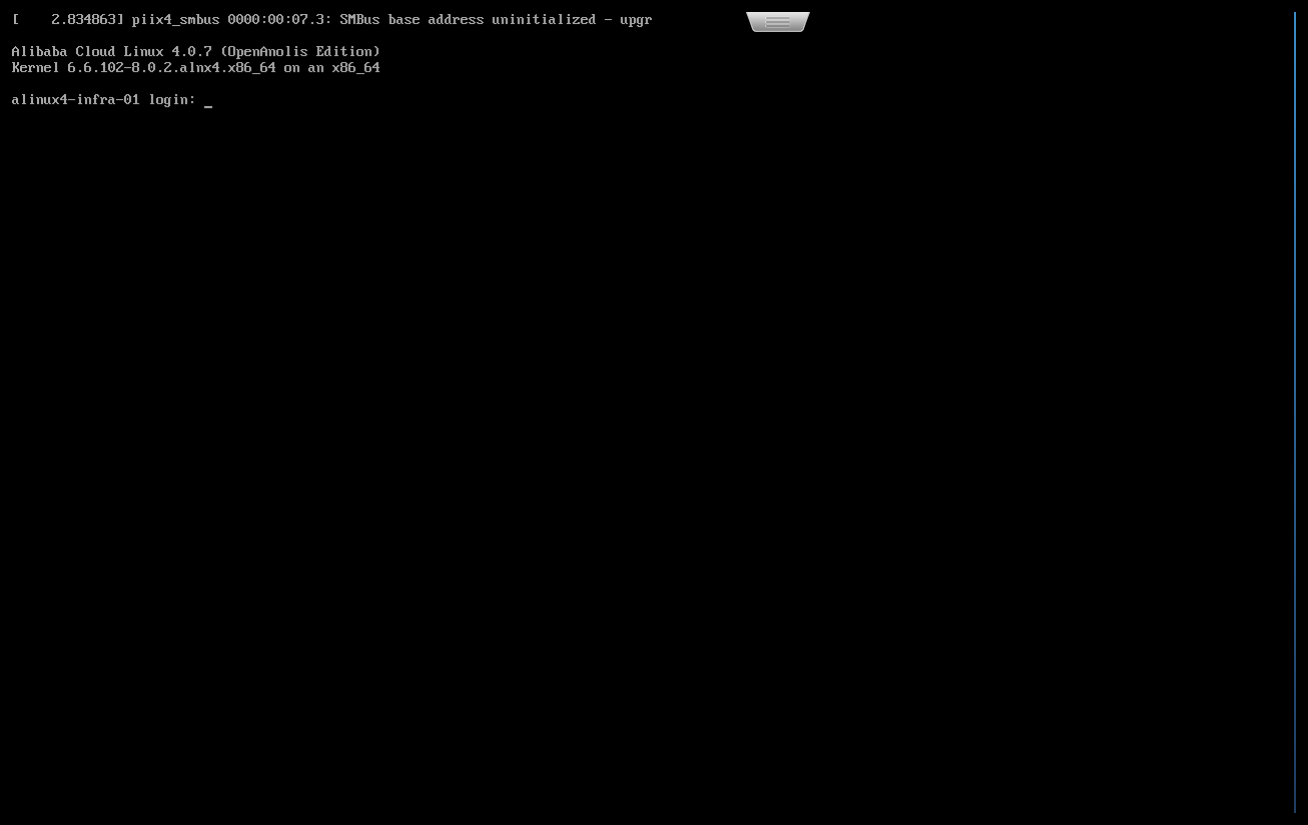 [    2.834863] piix4_smbus 0000:00:07.3: SMBus base address uninitialized - upgr
Alibaba Cloud Linux 4.0.7 (OpenAnolis Edition)
Kernel 6.6.102-8.0.2.alnx4.x86_64 on an x86_64
alinux4-infra-01 login: _